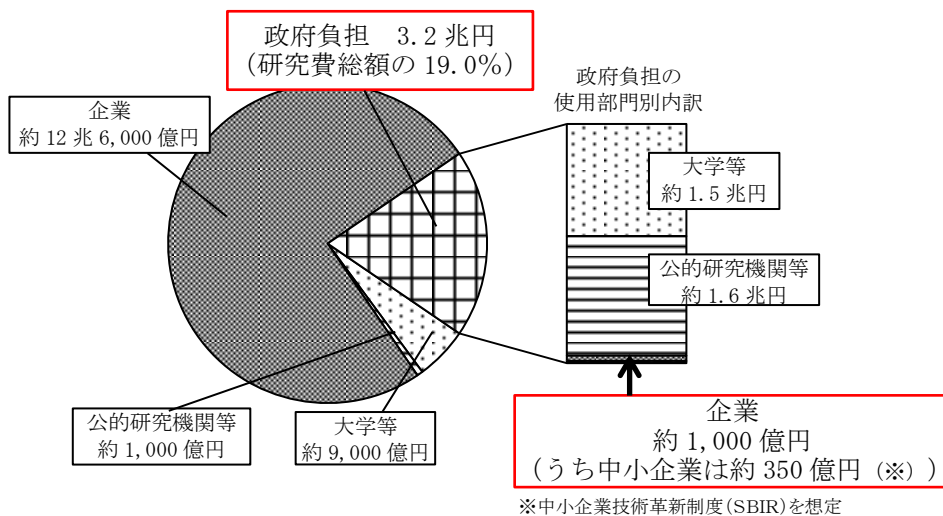 政府負担　3.2 兆円
（研究費総額の 19.0％）
政府負担の
使用部門別内訳
企業
約 12 兆 6,000 億円
大学等
約 1.5 兆円
公的研究機関等
約 1.6 兆円
公的研究機関等
約 1,000 億円
大学等
約 9,000 億円
企業
約 1,000 億円
（うち中小企業は約 350 億円（※））
※中小企業技術革新制度(SBIR)を想定